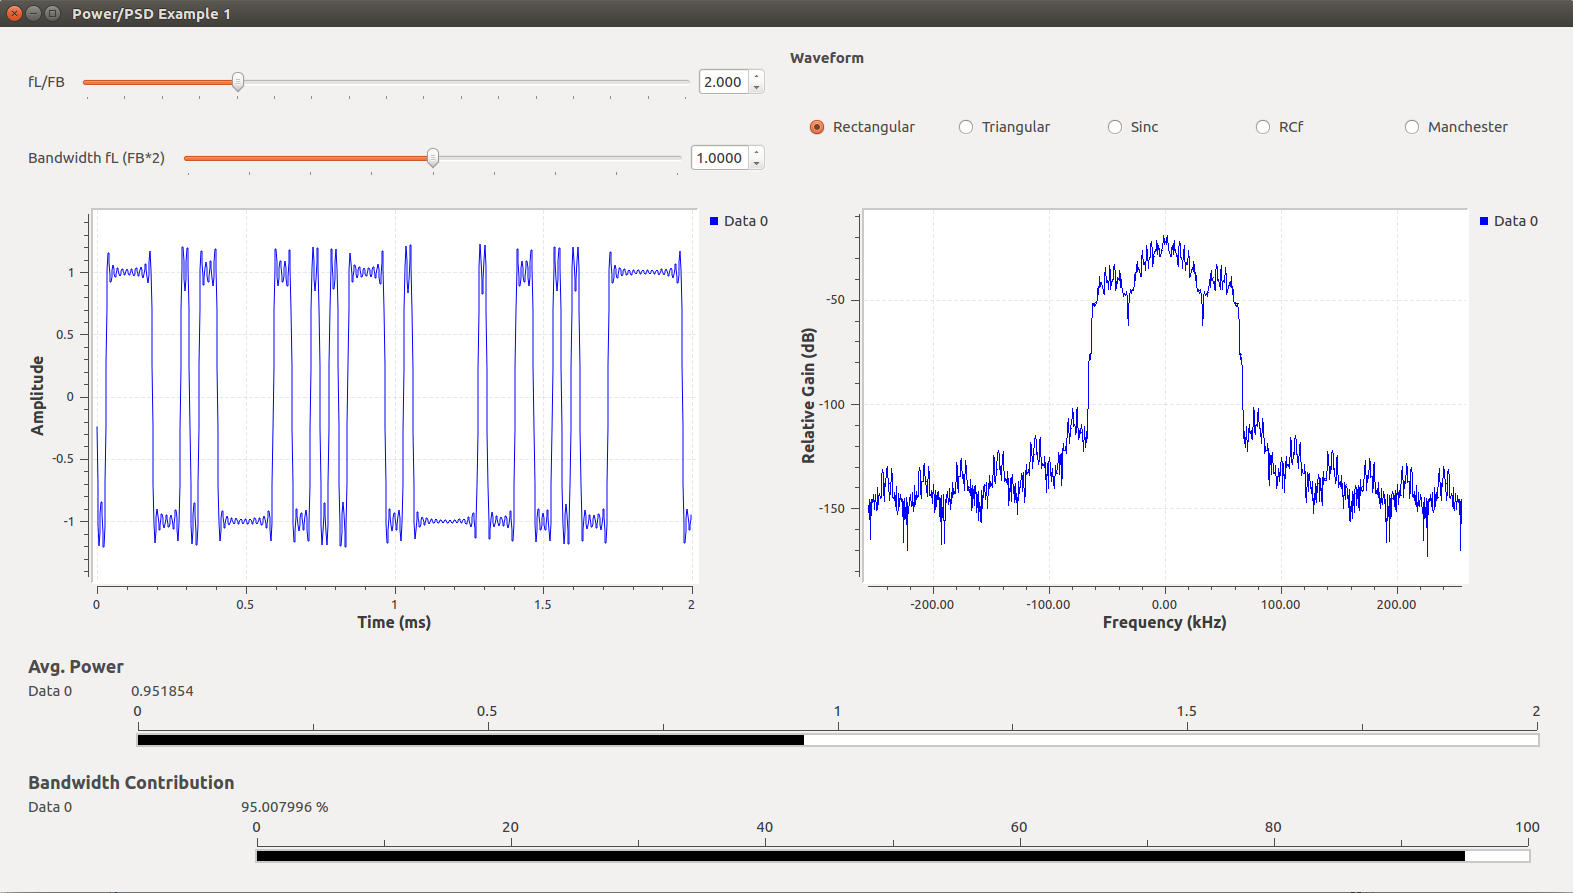 Power/PSD Example 1
fL/FB 2.000
Bandwidth fL (FB*2) 1.0000
Waveform
Rectangular Triangular Sinc RCf Manchester
Data 0
1
0.5
0
-0.5
-1
Amplitude
0 0.5 1 1.5 2
Time (ms)
Data 0
-50
-100
-150
Relative Gain (dB)
-200.00 -100.00 0.00 100.00 200.00
Frequency (kHz)
Avg. Power
Data 0 0.951854
0 0.5 1 1.5 2
Bandwidth Contribution
Data 0 95.007996 %
0 20 40 60 80 100